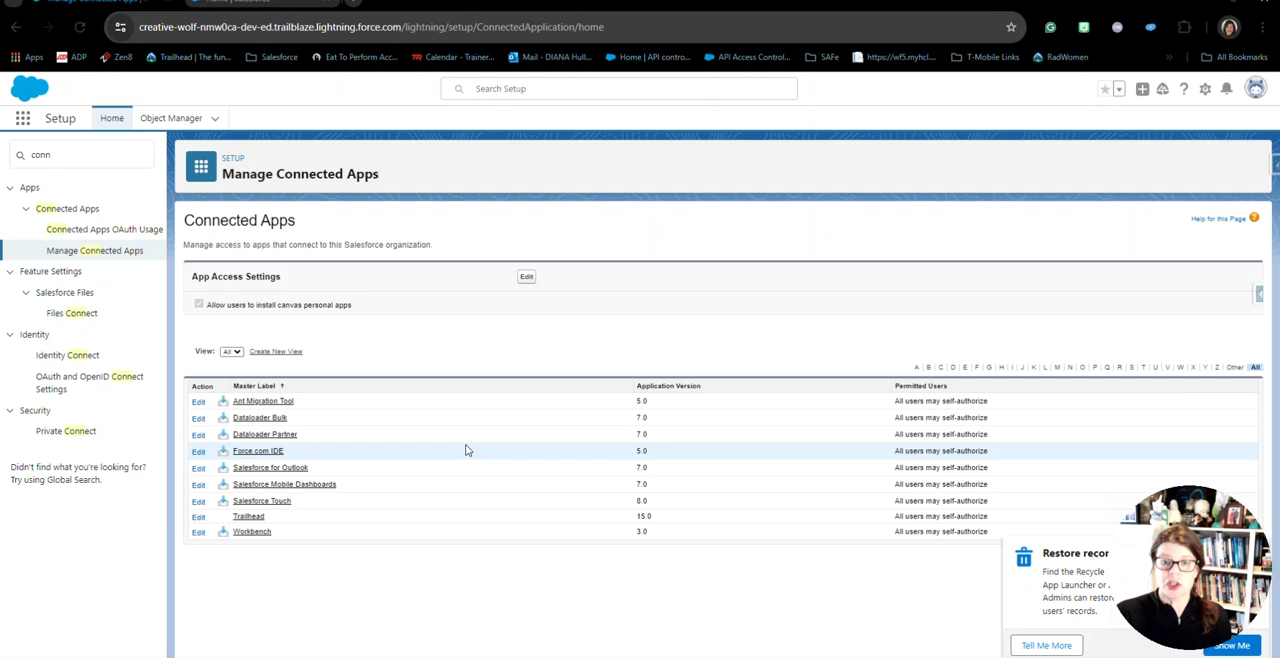 creative-wolf-nmw0ca-dev-ed.trailblaze.lightning.force.com/lightning/setup/ConnectedApplication/home
Apps
ADP
Zen8
Trailhead | The fun...
Salesforce
Eat To Perform Acc...
Calendar - Trainer...
Mail - DIANA Hull...
Home | API contro...
API Access Control...
SAFe
https://wf5.myhcl....
T-Mobile Links
RadWomen
»
All Bookmarks
Search Setup
Setup
Home
Object Manager
conn
SETUP
Manage Connected Apps
Apps
Connected Apps
Connected Apps OAuth Usage
Manage Connected Apps
Feature Settings
Salesforce Files
Files Connect
Identity
Identity Connect
OAuth and OpenID Connect
Settings
Security
Private Connect
Didn't find what you're looking for?
Try using Global Search.
Connected Apps
Help for this Page ?
Manage access to apps that connect to this Salesforce organization.
App Access Settings
Edit
Allow users to install canvas personal apps
View: All Create New View
A | B | C | D | E | F | G | H | I | J | K | L | M | N | O | P | Q | R | S | T | U | V | W | X | Y | Z | Other All
Action Master Label ↑ Application Version Permitted Users
Edit Ant Migration Tool 5.0 All users may self-authorize
Edit Dataloader Bulk 7.0 All users may self-authorize
Edit Dataloader Partner 7.0 All users may self-authorize
Edit Force.com IDE 5.0 All users may self-authorize
Edit Salesforce for Outlook 7.0 All users may self-authorize
Edit Salesforce Mobile Dashboards 7.0 All users may self-authorize
Edit Salesforce Touch 8.0 All users may self-authorize
Edit Trailhead 15.0 All users may self-authorize
Edit Workbench 3.0 All users may self-authorize
Restore recor
Find the Recycle
App Launcher or
Admins can restore
users' records.
Tell Me More
Show Me